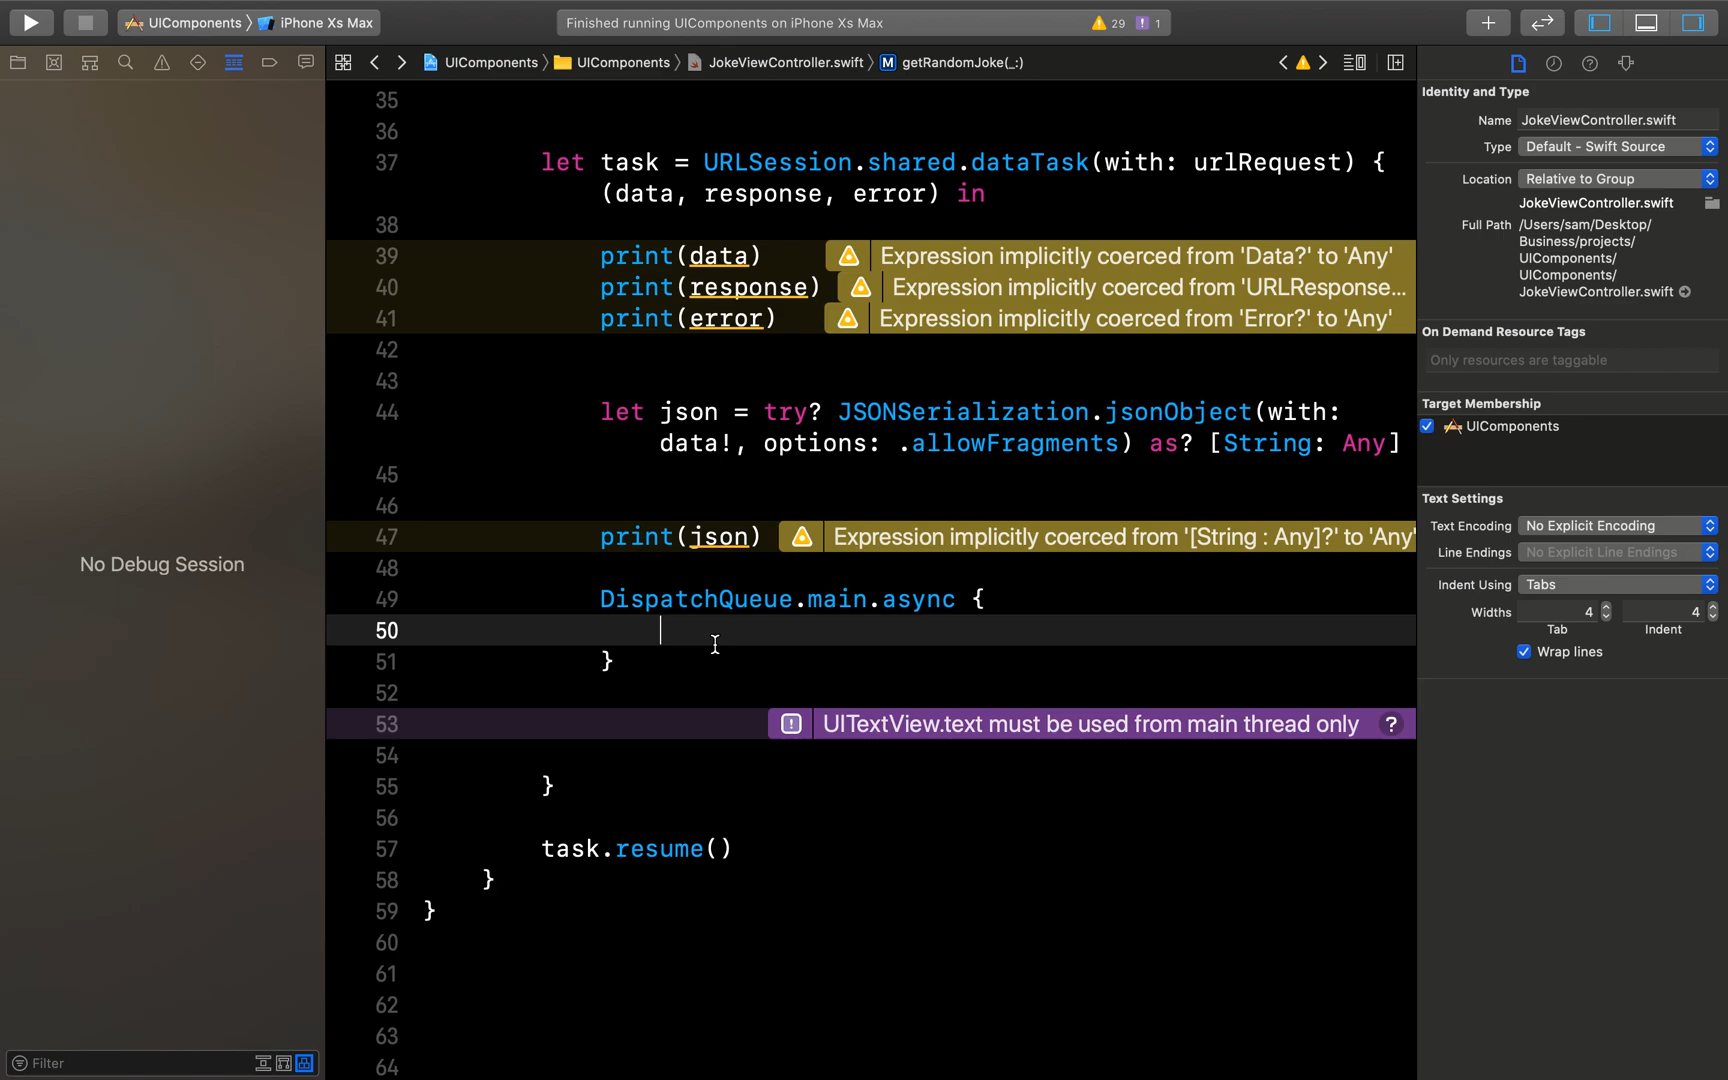 UIComponents
iPhone Xs Max
Finished running UIComponents on iPhone Xs Max
29
1
UIComponents
UIComponents
JokeViewController.swift
M
getRandomJoke(_:)
35
36
37 let task = URLSession.shared.dataTask(with: urlRequest) {
(data, response, error) in
38
39 print(data) Expression implicitly coerced from 'Data?' to 'Any'
40 print(response) Expression implicitly coerced from 'URLResponse...
41 print(error) Expression implicitly coerced from 'Error?' to 'Any'
42
43
44 let json = try? JSONSerialization.jsonObject(with:
data!, options: .allowFragments) as? [String: Any]
45
46
47 print(json) Expression implicitly coerced from '[String : Any]?' to 'Any'
48
49 DispatchQueue.main.async {
50
51 }
52
53 UITextView.text must be used from main thread only ?
54
55 }
56
57 task.resume()
58 }
59 }
60
61
62
63
64
No Debug Session
Filter
Identity and Type
Name JokeViewController.swift
Type Default - Swift Source
Location Relative to Group
JokeViewController.swift
Full Path /Users/sam/Desktop/
Business/projects/
UIComponents/
UIComponents/
JokeViewController.swift
On Demand Resource Tags
Only resources are taggable
Target Membership
UIComponents
Text Settings
Text Encoding No Explicit Encoding
Line Endings No Explicit Line Endings
Indent Using Tabs
Widths 4 4
Tab Indent
Wrap lines